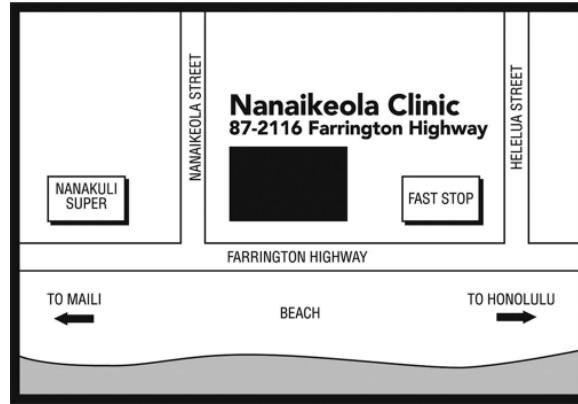 NANAIKEOLA STREET
HELELUA STREET
Nanaikeola Clinic
87-2116 Farrington Highway
NANAKULI
SUPER
FAST STOP
FARRINGTON HIGHWAY
TO MAILI
BEACH
TO HONOLULU